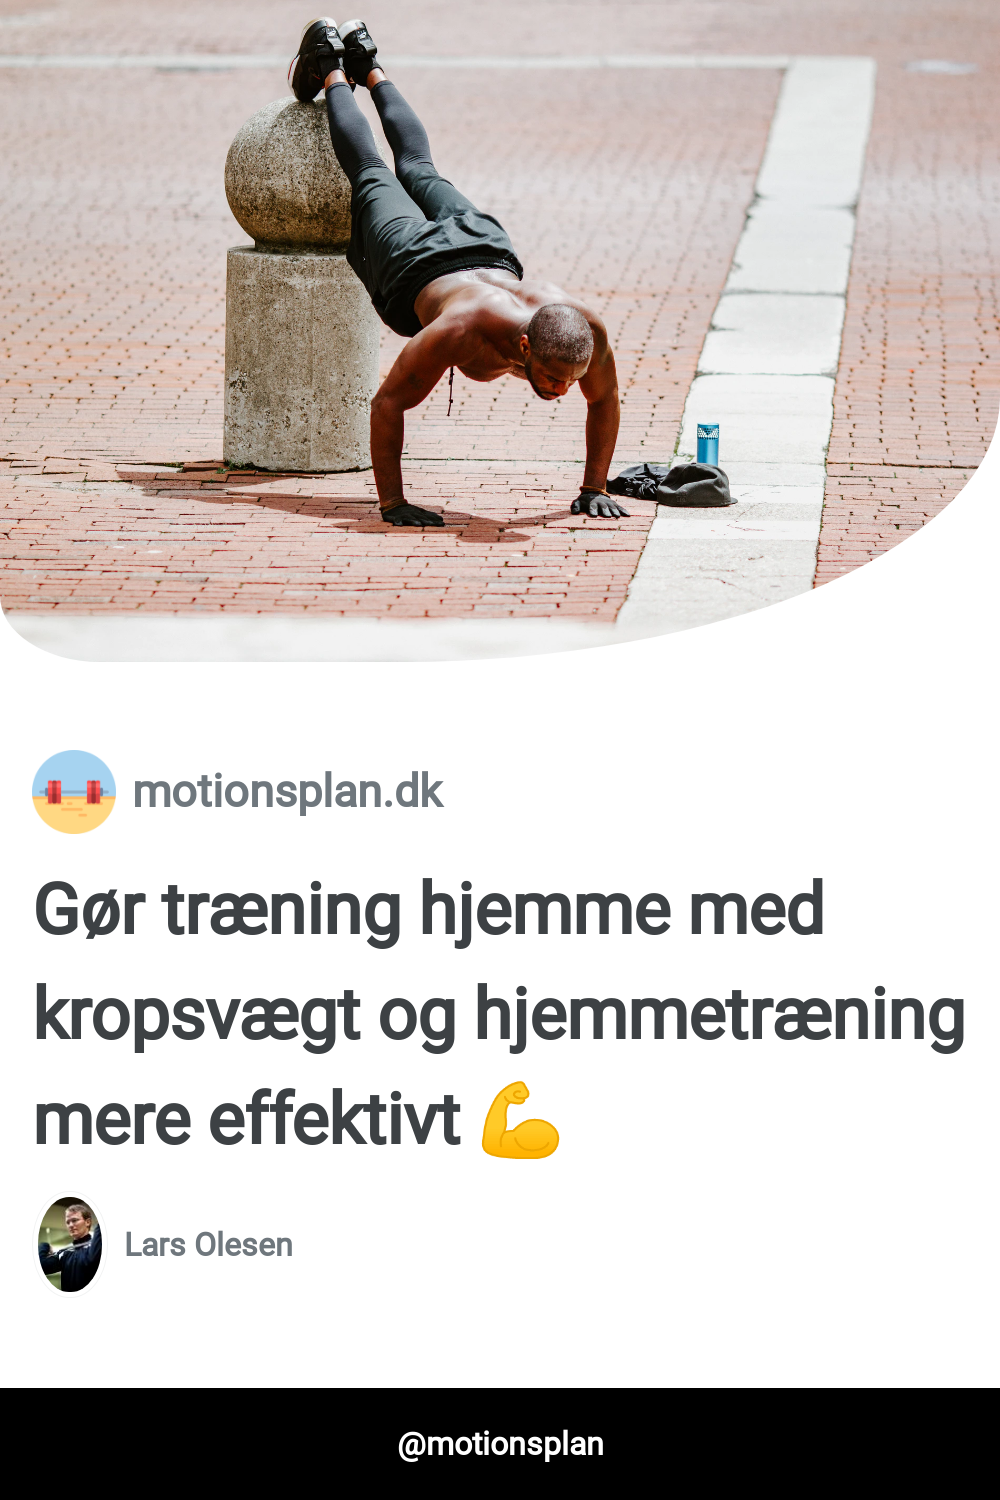 motionsplan.dk
Gør træning hjemme med
kropsvægt og hjemmetræning
mere effektivt 💪
Lars Olesen
@motionsplan